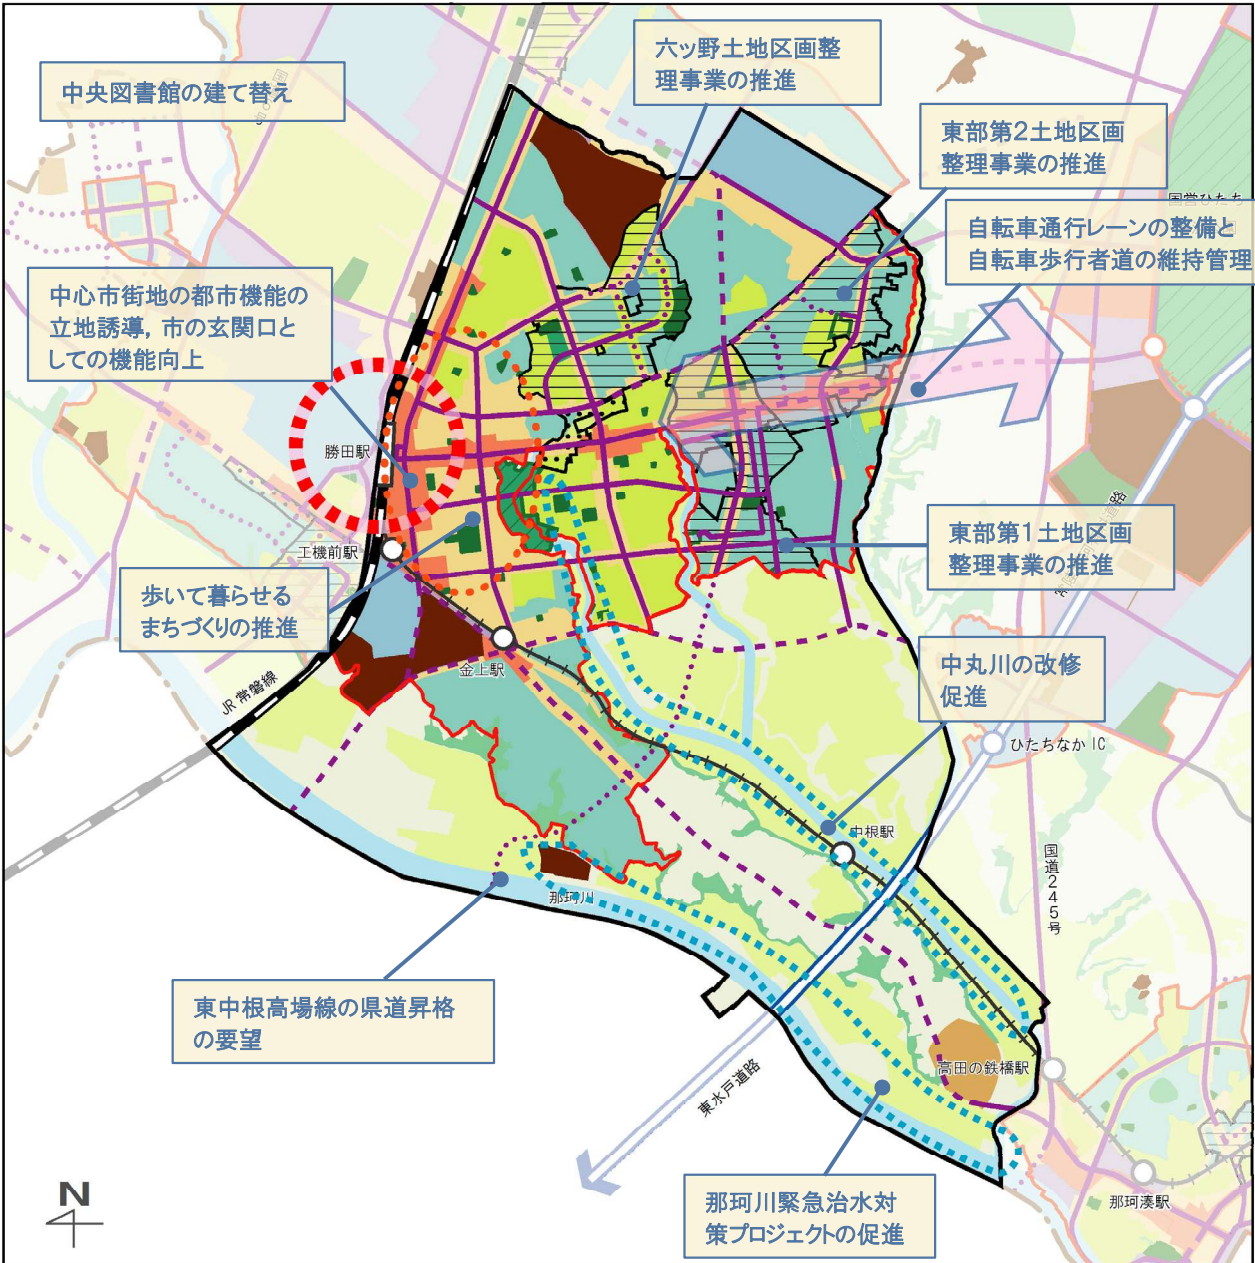 六ッ野土地区画整
理事業の推進
中央図書館の建て替え
東部第2土地区画
整理事業の推進
国営ひたち
自転車通行レーンの整備と
自転車歩行者道の維持管理
中心市街地の都市機能の
立地誘導，市の玄関口と
しての機能向上
勝田駅
工機前駅
東部第1土地区画
整理事業の推進
歩いて暮らせる
まちづくりの推進
金上駅
中丸川の改修
促進
JR 常磐線
ひたちなか IC
中根駅
国道245号
那珂川
東中根高場線の県道昇格
の要望
高田の鉄橋駅
東水戸道路
那珂川緊急治水対
策プロジェクトの促進
那珂湊駅
N